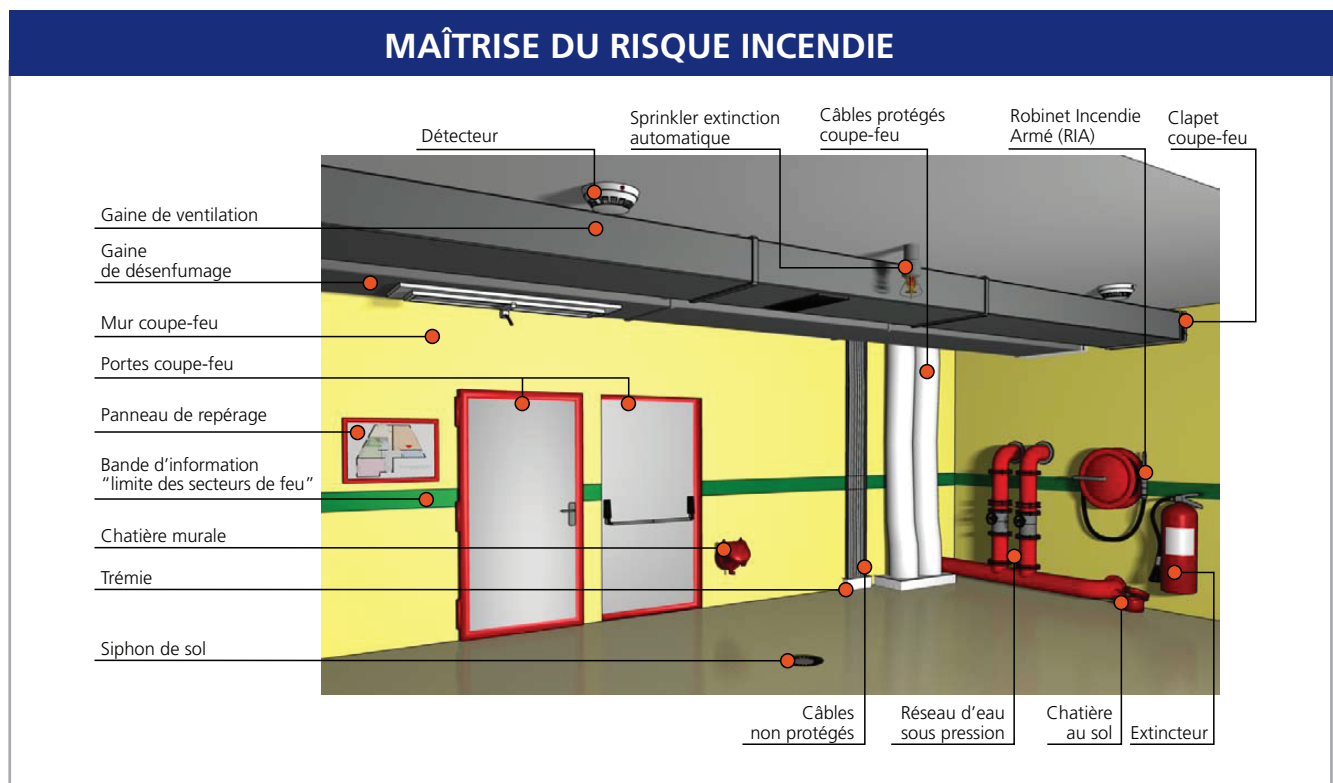 MAÎTRISE DU RISQUE INCENDIE
Détecteur
Sprinkler extinction
automatique
Câbles protégés
coupe-feu
Robinet Incendie
Armé (RIA)
Clapet
coupe-feu
Gaine de ventilation
Gaine
de désenfumage
Mur coupe-feu
Portes coupe-feu
Panneau de repérage
Bande d’information
“limite des secteurs de feu”
Chatière murale
Trémie
Siphon de sol
Câbles
non protégés
Réseau d’eau
sous pression
Chatière
au sol
Extincteur